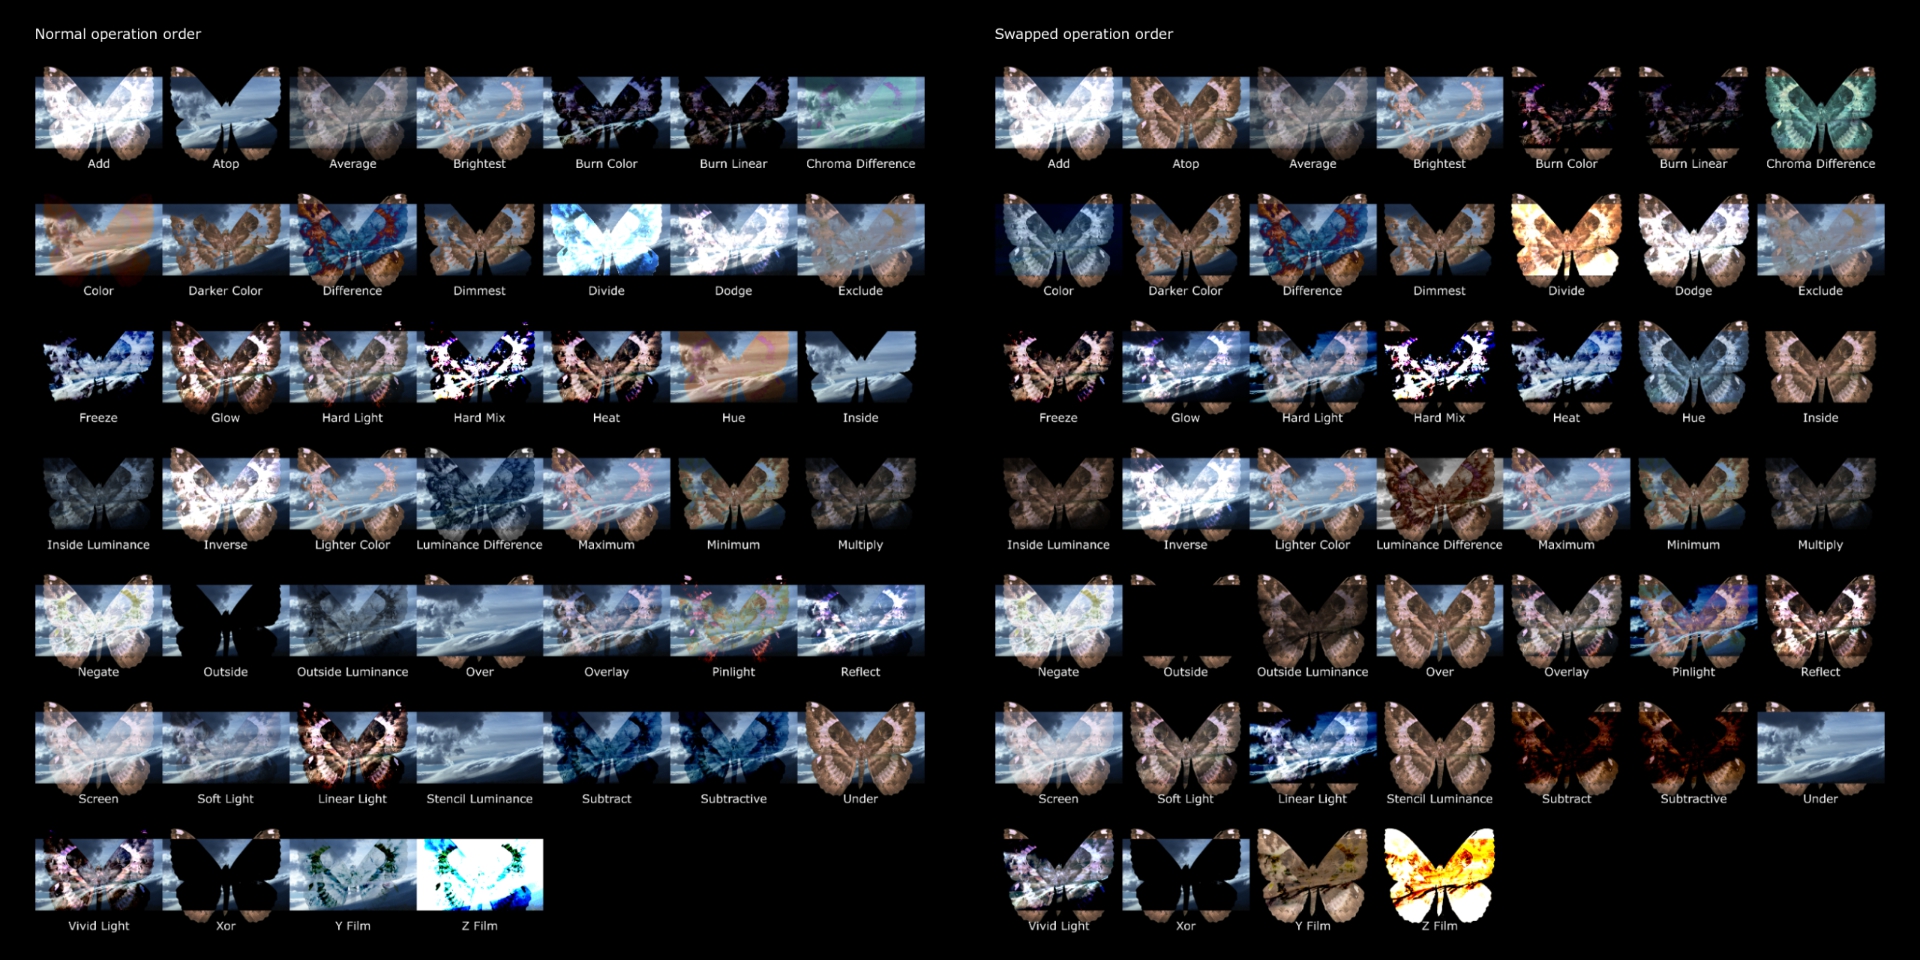 Normal operation order
Add Atop Average Brightest Burn Color Burn Linear Chroma Difference
Color Darker Color Difference Dimmest Divide Dodge Exclude
Freeze Glow Hard Light Hard Mix Heat Hue Inside
Inside Luminance Inverse Lighter Color Luminance Difference Maximum Minimum Multiply
Negate Outside Outside Luminance Over Overlay Pinlight Reflect
Screen Soft Light Linear Light Stencil Luminance Subtract Subtractive Under
Vivid Light Xor Y Film Z Film
Swapped operation order
Add Atop Average Brightest Burn Color Burn Linear Chroma Difference
Color Darker Color Difference Dimmest Divide Dodge Exclude
Freeze Glow Hard Light Hard Mix Heat Hue Inside
Inside Luminance Inverse Lighter Color Luminance Difference Maximum Minimum Multiply
Negate Outside Outside Luminance Over Overlay Pinlight Reflect
Screen Soft Light Linear Light Stencil Luminance Subtract Subtractive Under
Vivid Light Xor Y Film Z Film